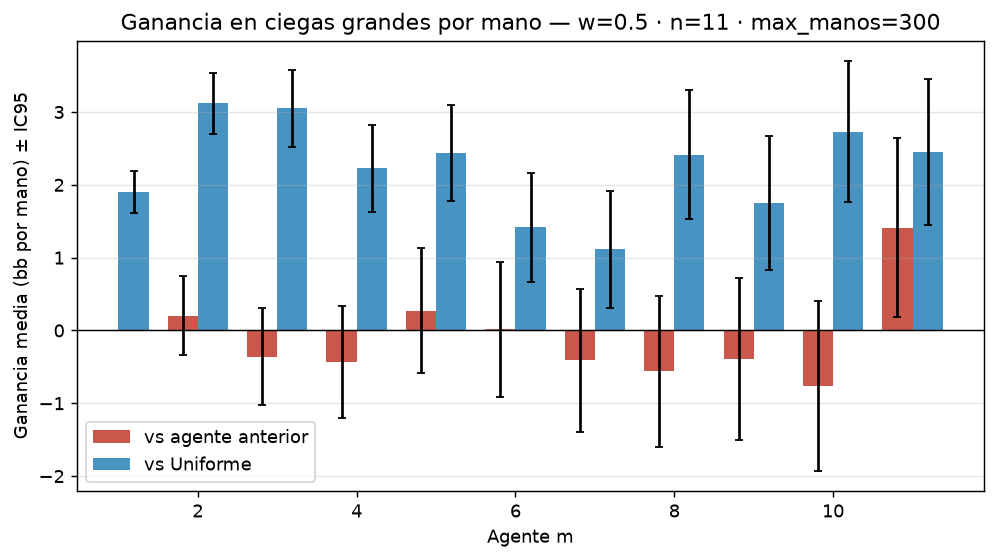 Ganancia en ciegas grandes por mano — w=0.5 · n=11 · max_manos=300
Ganancia media (bb por mano) ± IC95
3
2
1
0
−1
−2
vs agente anterior
vs Uniforme
2
4
6
8
10
Agente m